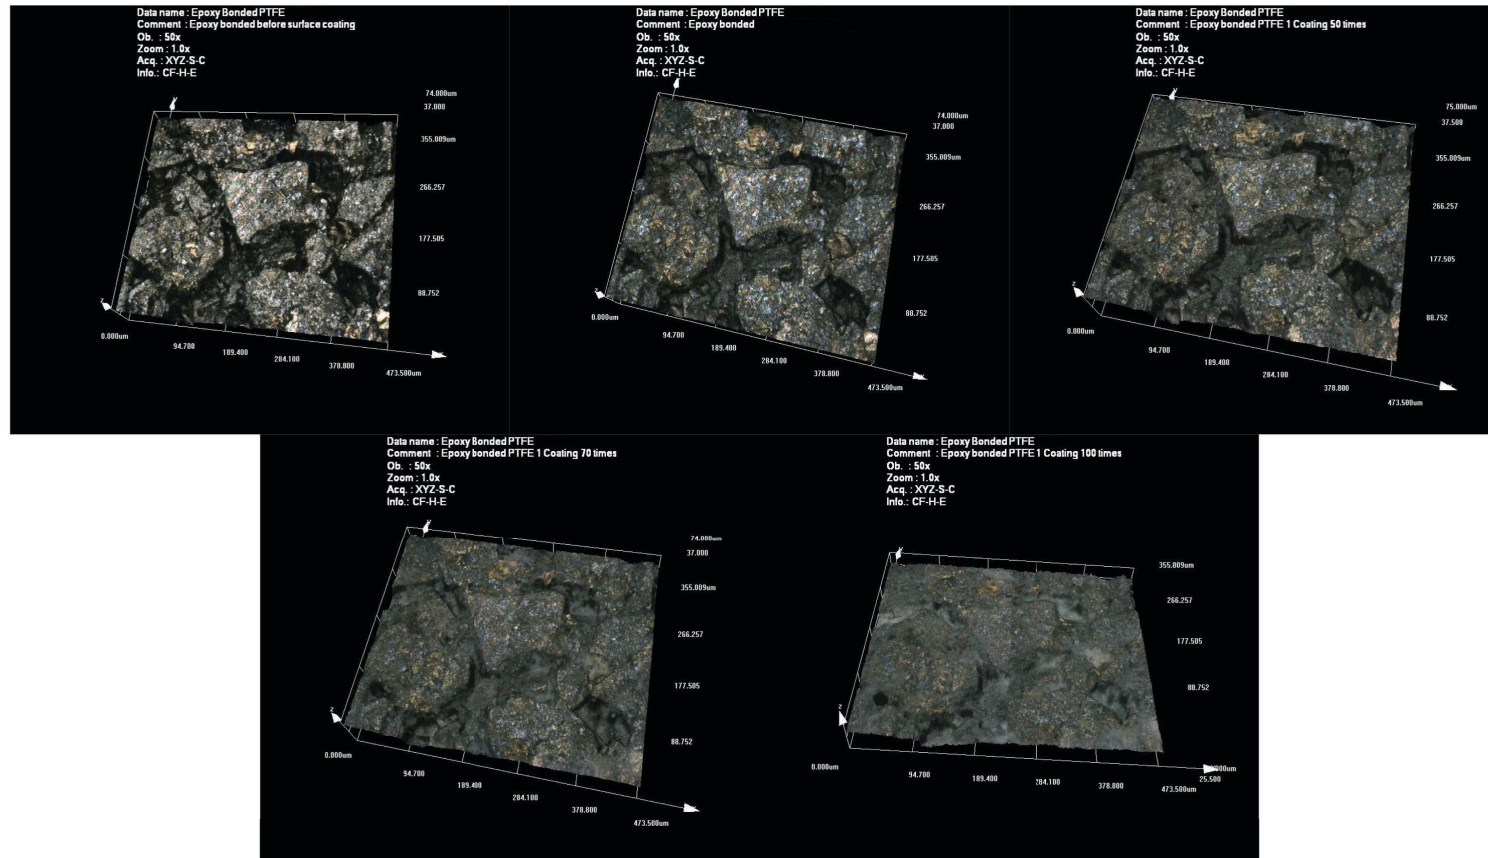 Data name : Epoxy Bonded PTFE
Comment : Epoxy bonded before surface coating
Ob. : 50x
Zoom : 1.0x
Acq. : XYZ-S-C
Info.: CF-H-E
74.000um
37.000
355.009um
266.257
177.505
88.752
0.000um
94.700
189.400
284.100
378.800
473.500um
Data name : Epoxy Bonded PTFE
Comment : Epoxy bonded
Ob. : 50x
Zoom : 1.0x
Acq. : XYZ-S-C
Info.: CF-H-E
74.000um
37.000
355.009um
266.257
177.505
88.752
0.000um
94.700
189.400
284.100
378.800
473.500um
Data name : Epoxy Bonded PTFE
Comment : Epoxy bonded PTFE 1 Coating 50 times
Ob. : 50x
Zoom : 1.0x
Acq. : XYZ-S-C
Info.: CF-H-E
75.000um
37.500
355.009um
266.257
177.505
88.752
0.000um
94.700
189.400
284.100
378.800
473.500um
Data name : Epoxy Bonded PTFE
Comment : Epoxy bonded PTFE 1 Coating 70 times
Ob. : 50x
Zoom : 1.0x
Acq. : XYZ-S-C
Info.: CF-H-E
74.000um
37.000
355.009um
266.257
177.505
88.752
0.000um
94.700
189.400
284.100
378.800
473.500um
Data name : Epoxy Bonded PTFE
Comment : Epoxy bonded PTFE 1 Coating 100 times
Ob. : 50x
Zoom : 1.0x
Acq. : XYZ-S-C
Info.: CF-H-E
355.009um
266.257
177.505
88.752
0.000um
94.700
189.400
284.100
378.800
473.500um
25.500